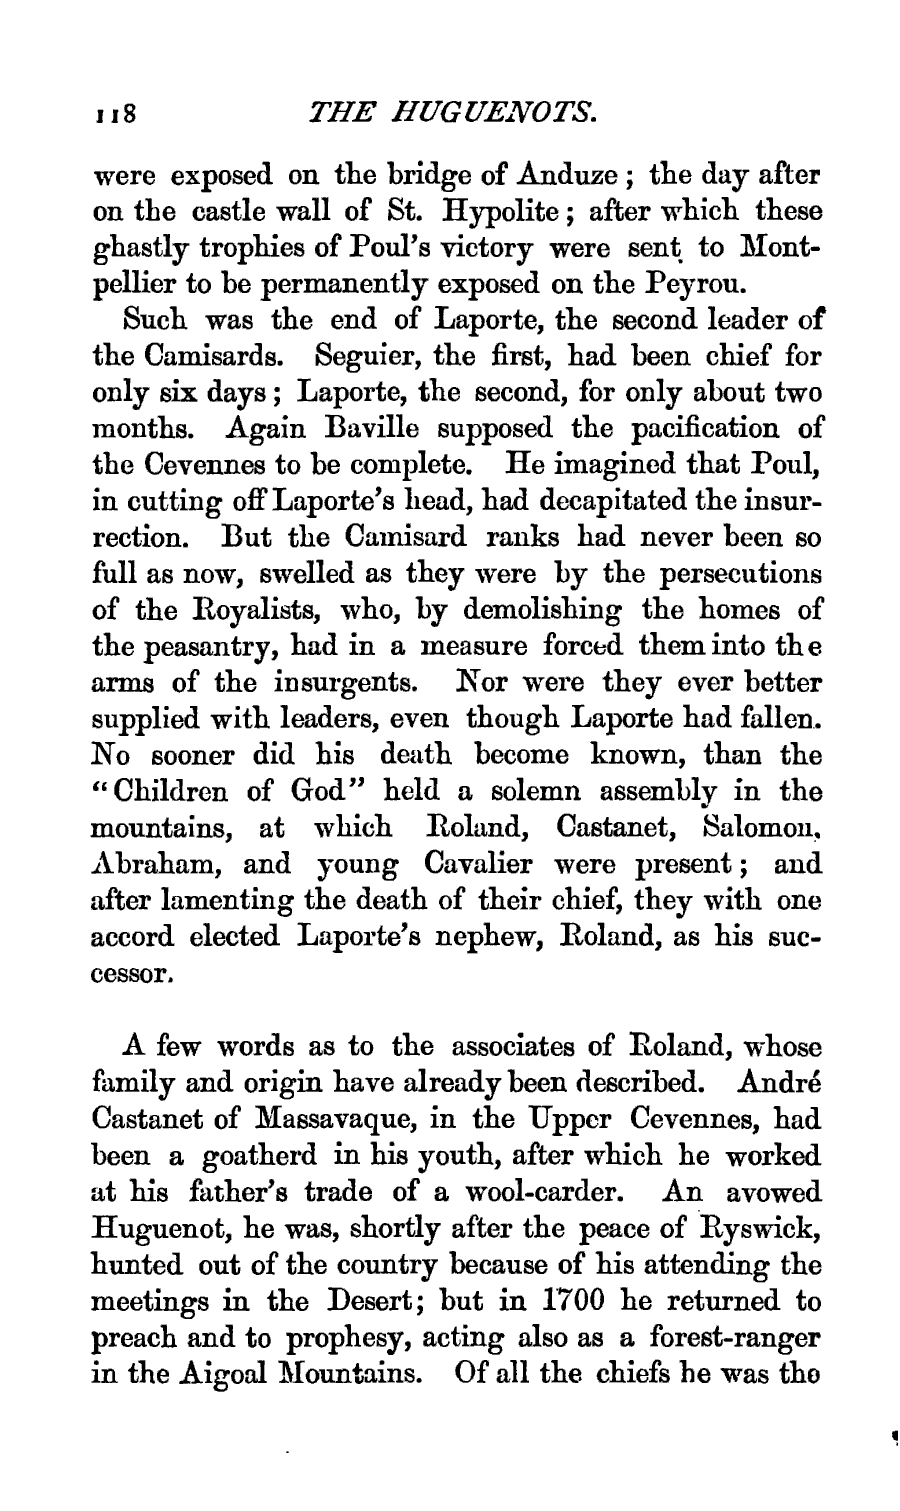 118 THE HUGUENOTS.
were exposed on the bridge of Anduze ; the day after
on the castle wall of St. Hypolite ; after which these
ghastly trophies of Poul's victory were sent to Mont-
pellier to be permanently exposed on the Peyrou.
Such was the end of Laporte, the second leader of
the Camisards. Seguier, the first, had been chief for
only six days ; Laporte, the second, for only about two
months. Again Baville supposed the pacification of
the Cevennes to be complete. He imagined that Poul,
in cutting off Laporte's head, had decapitated the insur-
rection. But the Camisard ranks had never been so
full as now, swelled as they were by the persecutions
of the Royalists, who, by demolishing the homes of
the peasantry, had in a measure forced them into the
arms of the insurgents. Nor were they ever better
supplied with leaders, even though Laporte had fallen.
No sooner did his death become known, than the
“Children of God” held a solemn assembly in the
mountains, at which Roland, Castanet, Salomon,
Abraham, and young Cavalier were present ; and
after lamenting the death of their chief, they with one
accord elected Laporte's nephew, Roland, as his suc-
cessor.
A few words as to the associates of Roland, whose
family and origin have already been described. André
Castanet of Massavaque, in the Upper Cevennes, had
been a goatherd in his youth, after which he worked
at his father's trade of a wool-carder. An avowed
Huguenot, he was, shortly after the peace of Ryswick,
hunted out of the country because of his attending the
meetings in the Desert; but in 1700 he returned to
preach and to prophesy, acting also as a forest-ranger
in the Aigoal Mountains. Of all the chiefs he was the